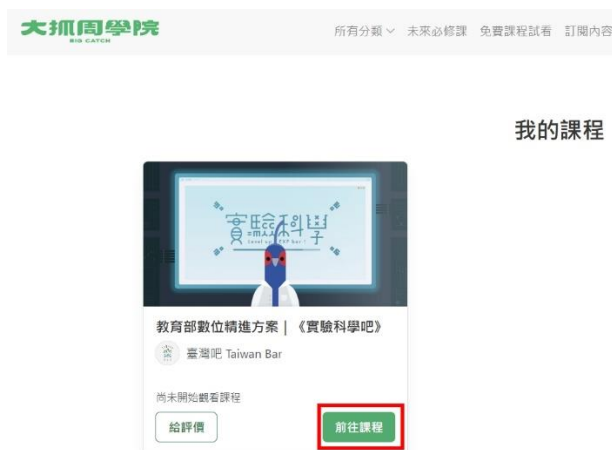 大抓周學院
BIG CATCH
所有分類 未來必修課 免費課程試看 訂閱內容
我的課程
實驗科學
教育部數位精進方案 | 《實驗科學吧》
臺灣吧 Taiwan Bar
尚未開始觀看課程
給評價 前往課程